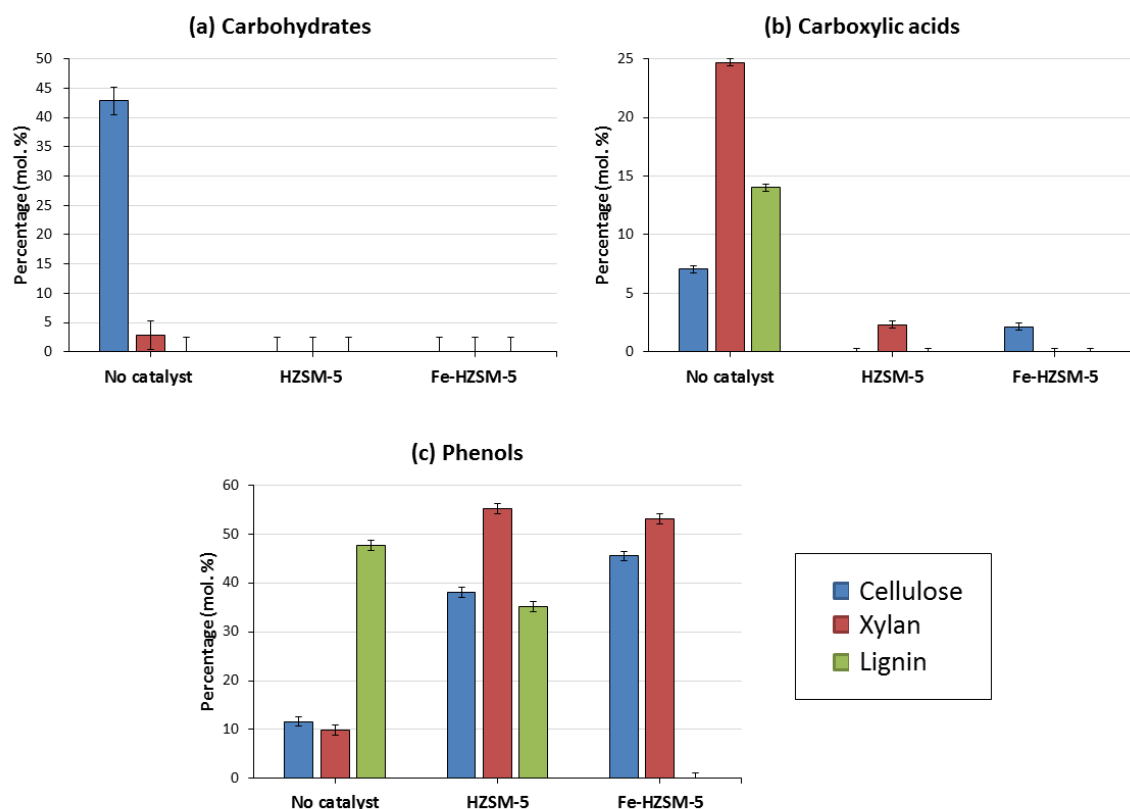 (a) Carbohydrates
Percentage (mol. %)
50
45
40
35
30
25
20
15
10
5
0
No catalyst HZSM-5 Fe-HZSM-5
(b) Carboxylic acids
Percentage (mol. %)
25
20
15
10
5
0
No catalyst HZSM-5 Fe-HZSM-5
(c) Phenols
Percentage (mol. %)
60
50
40
30
20
10
0
No catalyst HZSM-5 Fe-HZSM-5
Cellulose
Xylan
Lignin